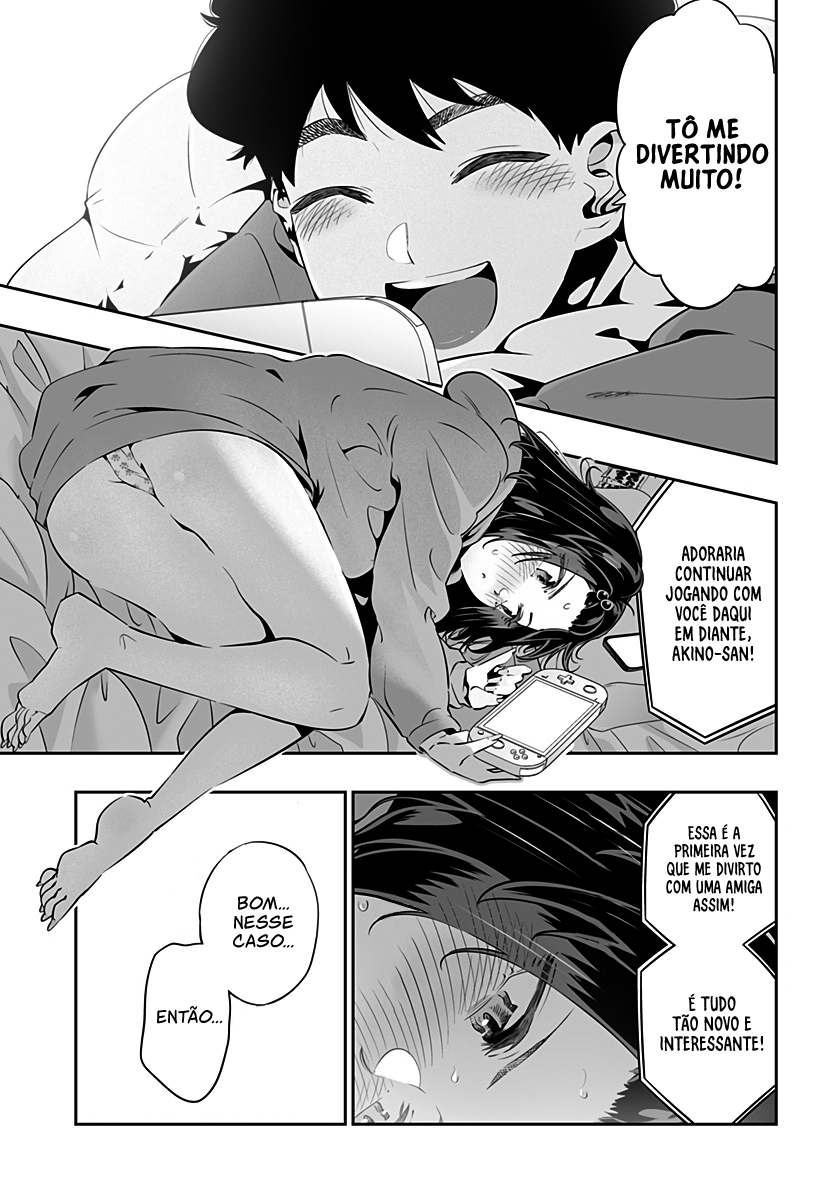 TÔ ME
DIVERTINDO
MUITO!
ADORARIA
CONTINUAR
JOGANDO COM
VOCÊ DAQUI
EM DIANTE,
AKINO-SAN!
ESSA É A
PRIMEIRA VEZ
QUE ME DIVIRTO
COM UMA AMIGA
ASSIM!
É TUDO
TÃO NOVO E
INTERESSANTE!
BOM...
NESSE
CASO...
ENTÃO...